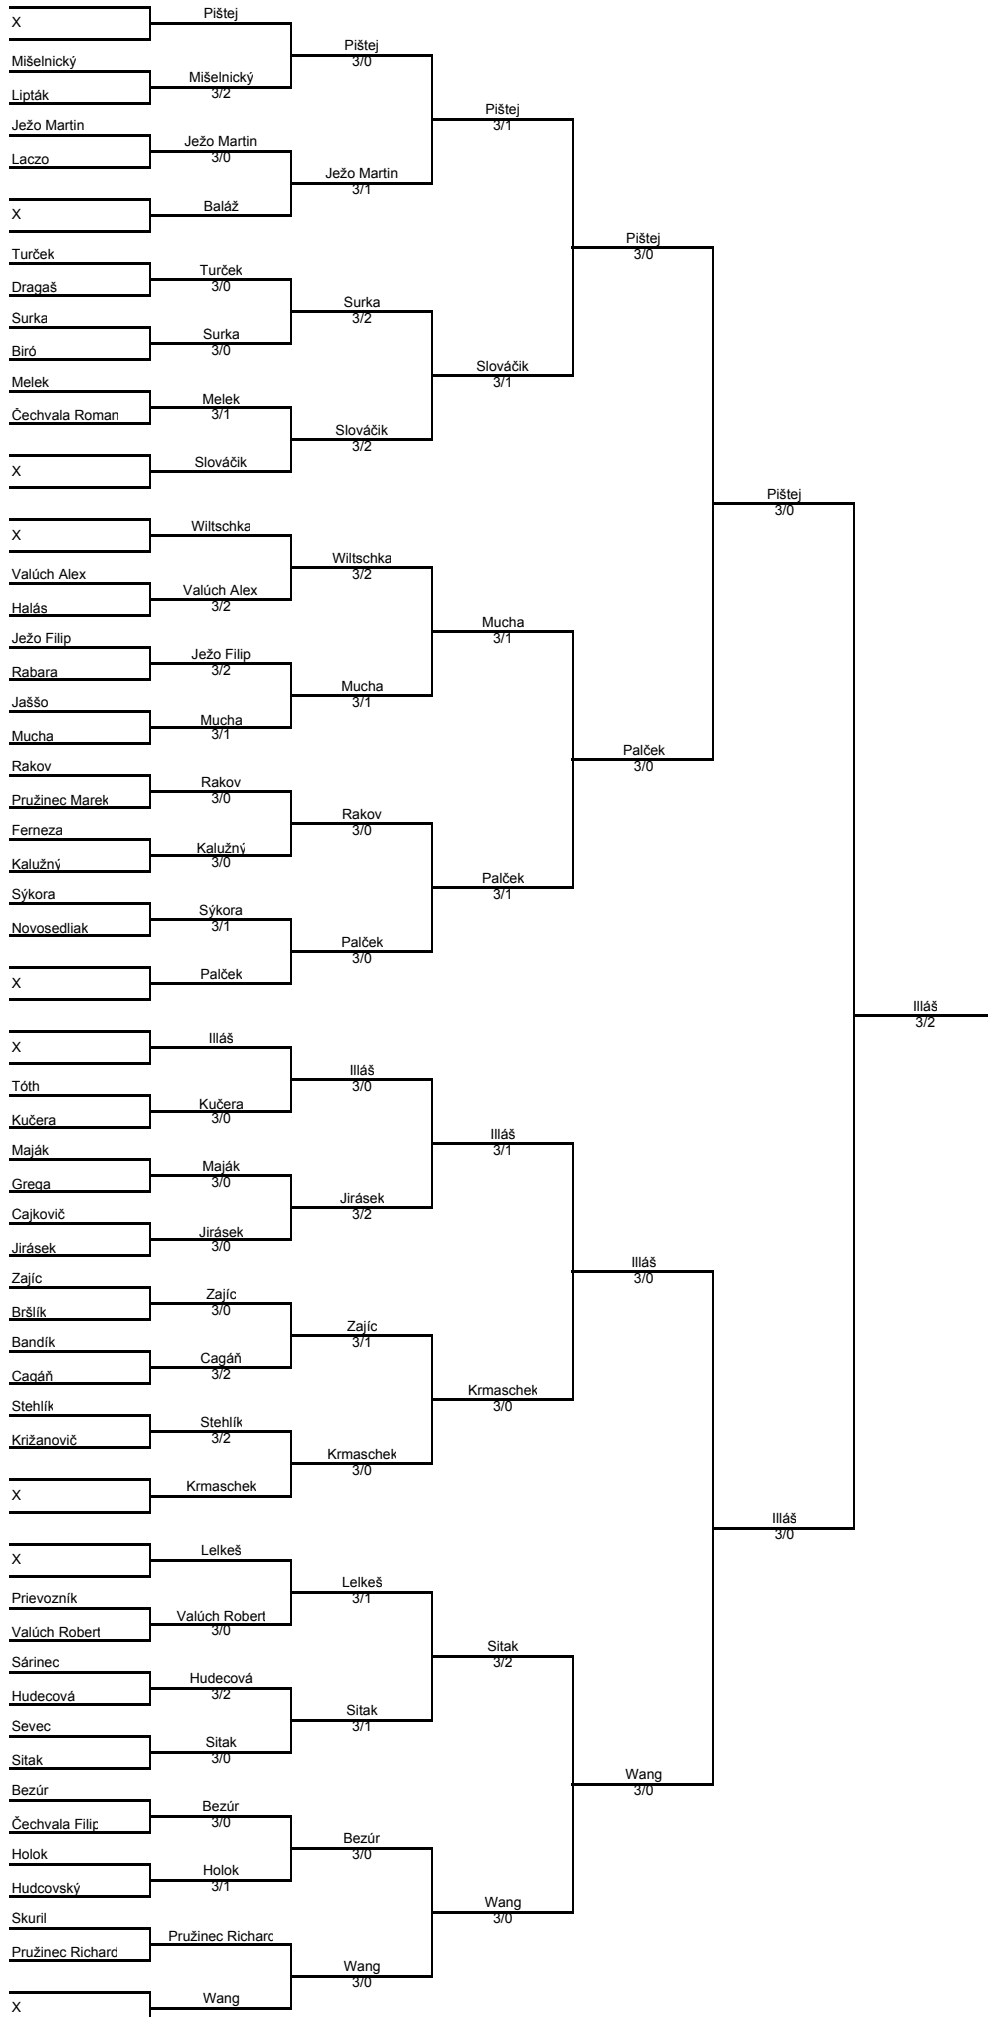 X
Pištej
Pištej
3/0
Mišelnický
Mišelnický
3/2
Lipták
Pištej
3/1
Ježo Martin
Ježo Martin
3/0
Laczo
Ježo Martin
3/1
X
Baláž
Pištej
3/0
Turček
Turček
3/0
Dragaš
Surka
3/2
Surka
Surka
3/0
Biró
Slováčik
3/1
Melek
Melek
3/1
Čechvala Roman
Slováčik
3/2
X
Slováčik
Pištej
3/0
X
Wiltschka
Wiltschka
3/2
Valúch Alex
Valúch Alex
3/2
Halás
Mucha
3/1
Ježo Filip
Ježo Filip
3/2
Rabara
Mucha
3/1
Jaššo
Mucha
3/1
Mucha
Palček
3/0
Rakov
Rakov
3/0
Pružinec Marek
Rakov
3/0
Ferneza
Kalužný
3/0
Kalužný
Palček
3/1
Sýkora
Sýkora
3/1
Novosedliak
Palček
3/0
X
Palček
Illáš
3/2
X
Illáš
Illáš
3/0
Tóth
Kučera
3/0
Kučera
Illáš
3/1
Maják
Maják
3/0
Grega
Jirásek
3/2
Cajkovič
Jirásek
3/0
Jirásek
Illáš
3/0
Zajíc
Zajíc
3/0
Bršlík
Zajíc
3/1
Bandík
Cagáň
3/2
Cagáň
Krmaschek
3/0
Stehlík
Stehlík
3/2
Križanovič
Krmaschek
3/0
X
Krmaschek
Illáš
3/0
X
Lelkeš
Lelkeš
3/1
Prievozník
Valúch Robert
3/0
Valúch Robert
Sitak
3/2
Sárinec
Hudecová
3/2
Hudecová
Sitak
3/1
Sevec
Sitak
3/0
Sitak
Wang
3/0
Bezúr
Bezúr
3/0
Čechvala Filip
Bezúr
3/0
Holok
Holok
3/1
Hudcovský
Wang
3/0
Skuril
Pružinec Richard
Pružinec Richard
Wang
3/0
X
Wang